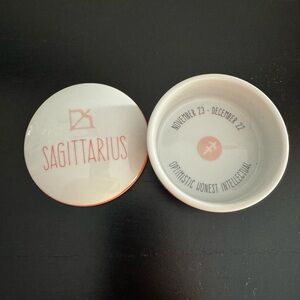 SAGITTARIUS
NOVEMBER 23 - DECEMBER 22
OPTIMISTIC HONEST INTELLECTUAL